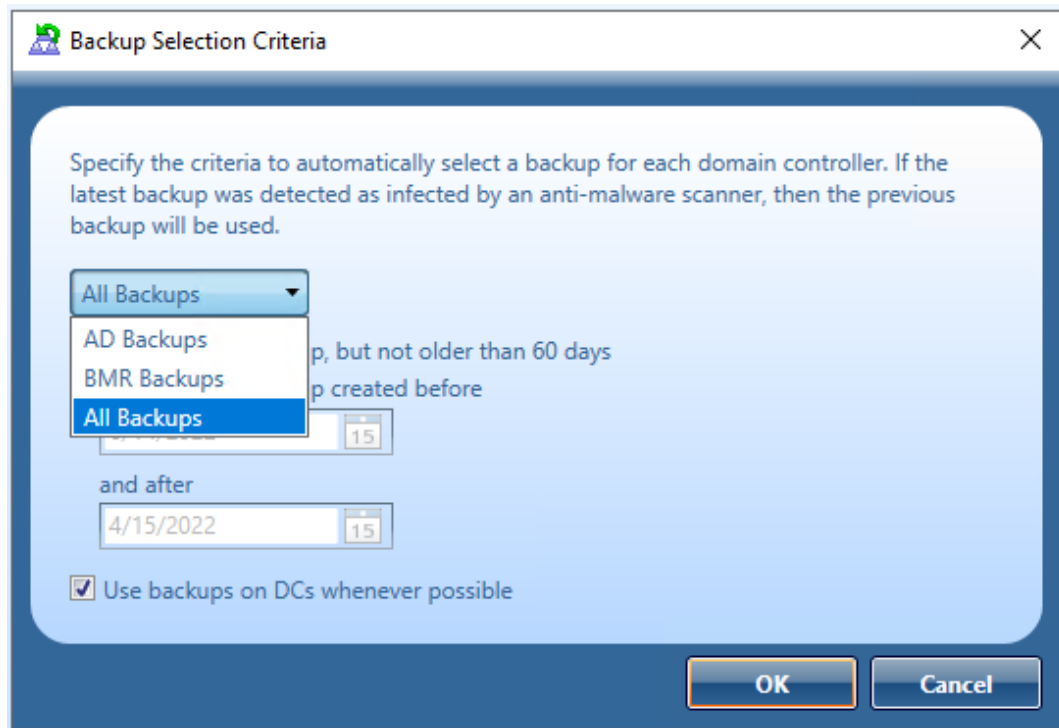 Backup Selection Criteria
Specify the criteria to automatically select a backup for each domain controller. If the
latest backup was detected as infected by an anti-malware scanner, then the previous
backup will be used.
All Backups
AD Backups
p, but not older than 60 days
BMR Backups
p created before
All Backups
15
and after
4/15/2022
15
Use backups on DCs whenever possible
OK
Cancel